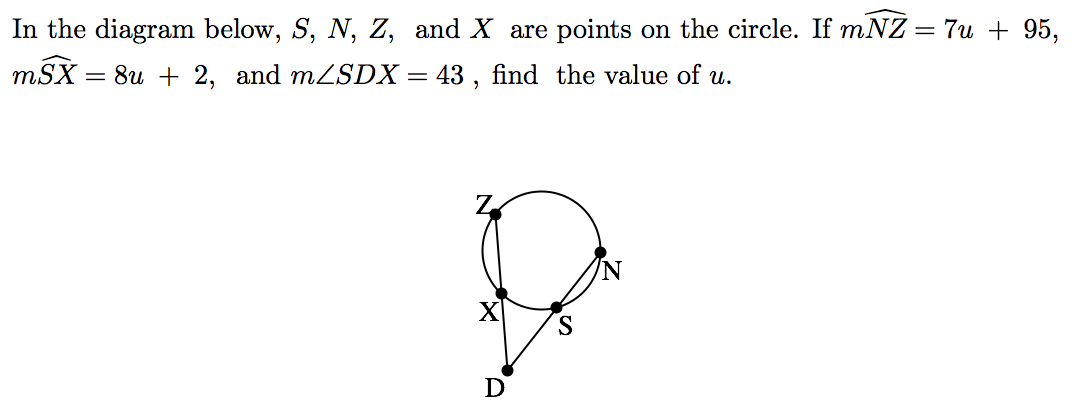 In the diagram below, S, N, Z, and X are points on the circle. If m\widehat{NZ} = 7u + 95,
m\widehat{SX} = 8u + 2, and m∠SDX = 43 , find the value of u.
Z
N
X
S
D